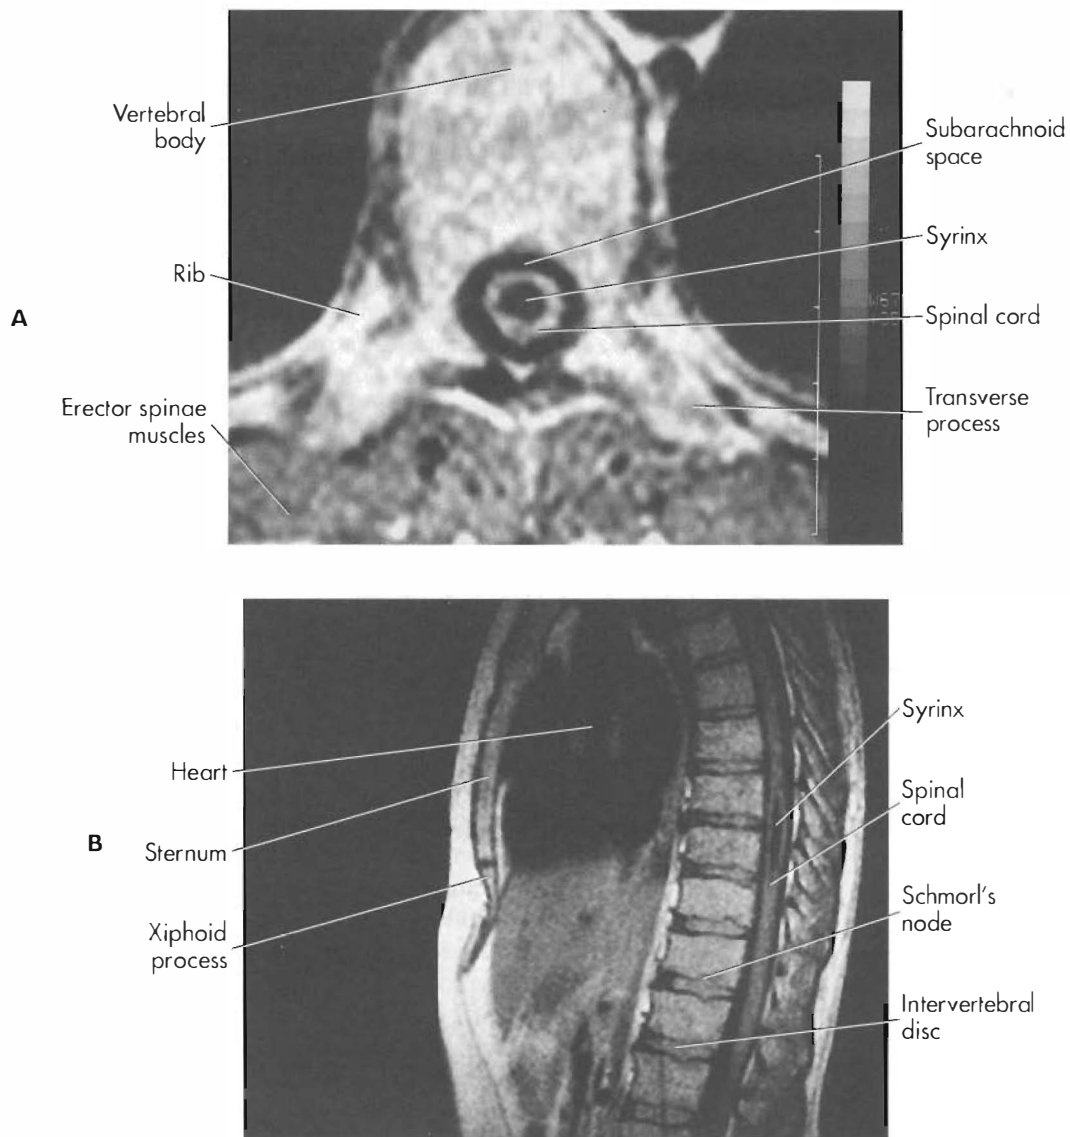 A
Vertebral
body
Rib
Erector spinae
muscles
Subarachnoid
space
Syrinx
Spinal cord
Transverse
process
B
Heart
Sternum
Xiphoid
process
Syrinx
Spinal
cord
Schmorl's
node
Intervertebral
disc